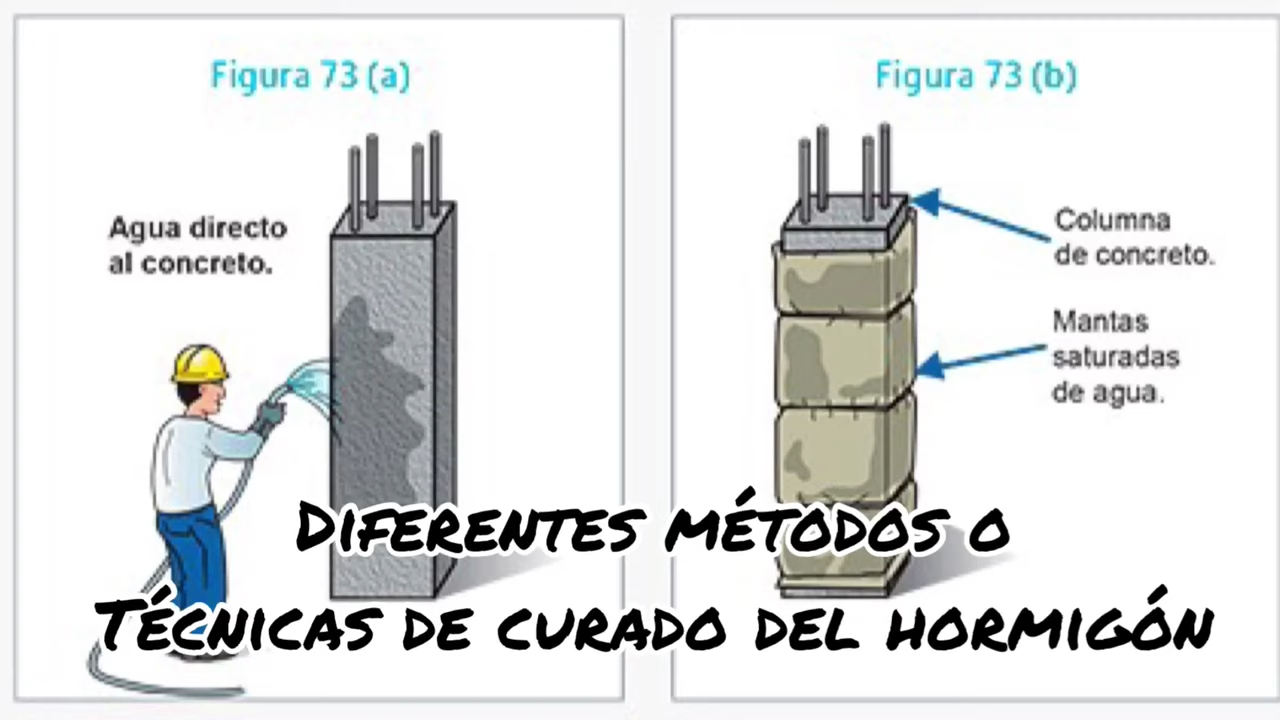 Figura 73 (a)
Agua directo
al concreto.
Figura 73 (b)
Columna
de concreto.
Mantas
saturadas
de agua.
Diferentes métodos o
Técnicas de curado del hormigón